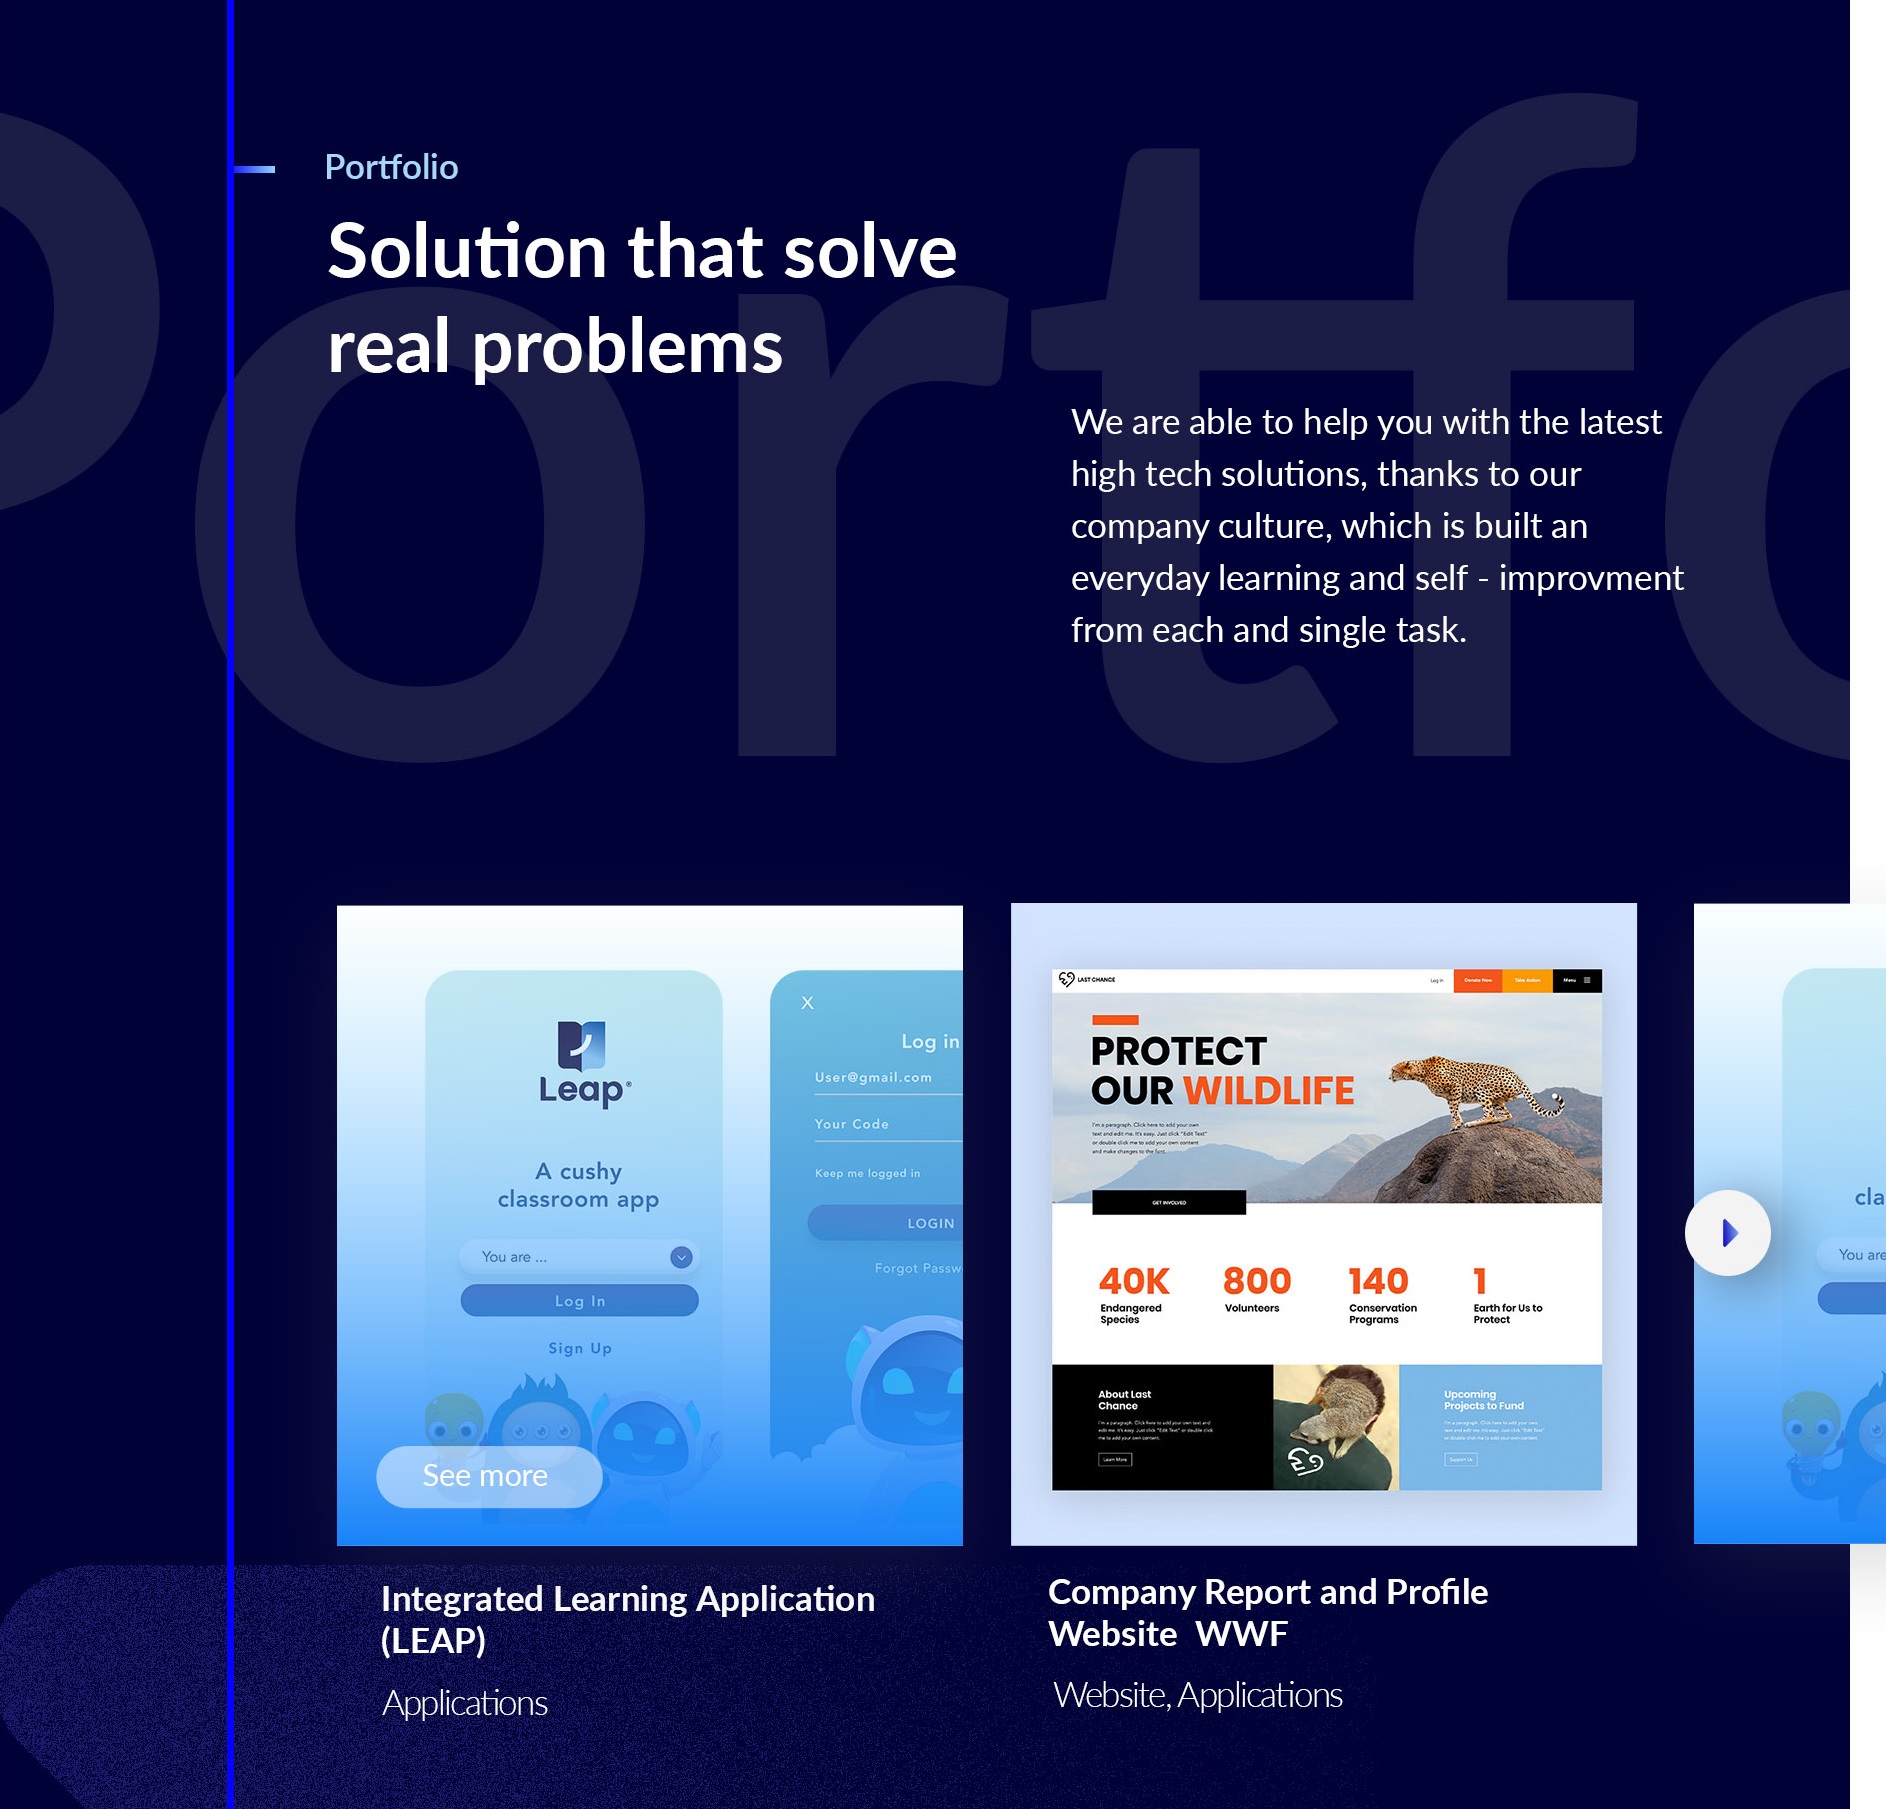 Portfo
Portfolio
Solution that solve
real problems
We are able to help you with the latest
high tech solutions, thanks to our
company culture, which is built an
everyday learning and self - improvment
from each and single task.
Leap
A cushy
classroom app
You are ...
Log In
Sign Up
See more
X
Log in
User@gmail.com
Your Code
Keep me logged in
LOGIN
Forgot Passw
LAST CHANCE
Log In
Donate Now
Take Action
Menu
PROTECT
OUR WILDLIFE
I'm a paragraph. Click here to add your own
text and edit me. It's easy. Just click "Edit Text"
or double click me to add your own content
and make changes to the font.
GET INVOLVED
40K
Endangered
Species
800
Volunteers
140
Conservation
Programs
1
Earth for Us to
Protect
About Last
Chance
I'm a paragraph. Click here to add your own text and
edit me. It's easy. Just click "Edit Text" or double click
me to add your own content.
Learn More
Upcoming
Projects to Fund
I'm a paragraph. Click here to add your own
text and edit me. It's easy. Just click "Edit Text"
or double click me to add your own content.
Support Us
cla
You are
Integrated Learning Application
(LEAP)
Applications
Company Report and Profile
Website WWF
Website, Applications